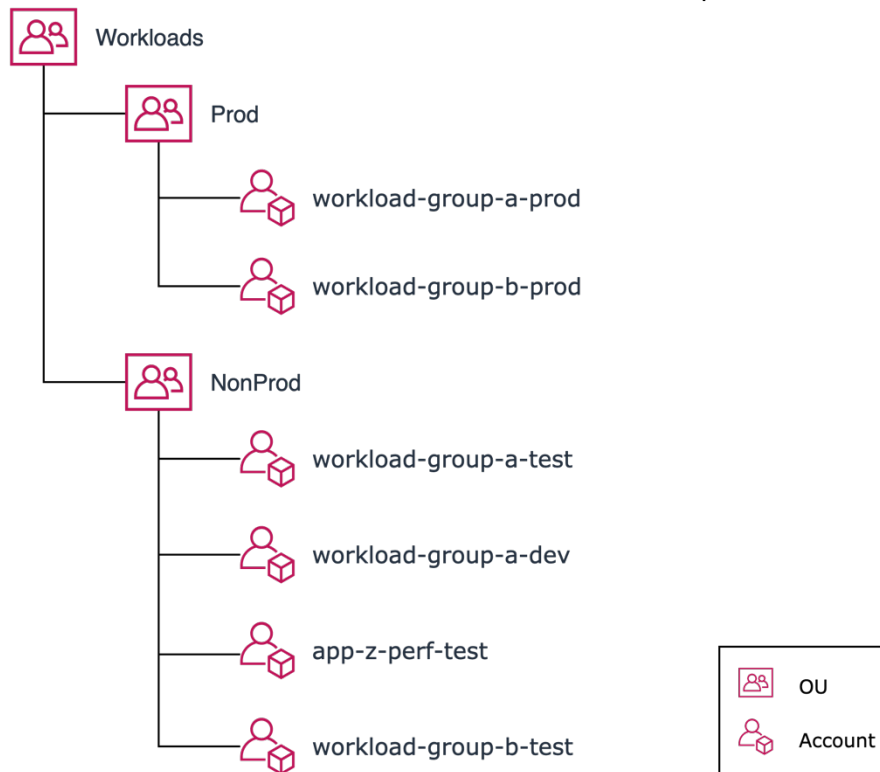 Workloads
Prod
workload-group-a-prod
workload-group-b-prod
NonProd
workload-group-a-test
workload-group-a-dev
app-z-perf-test
workload-group-b-test
OU
Account